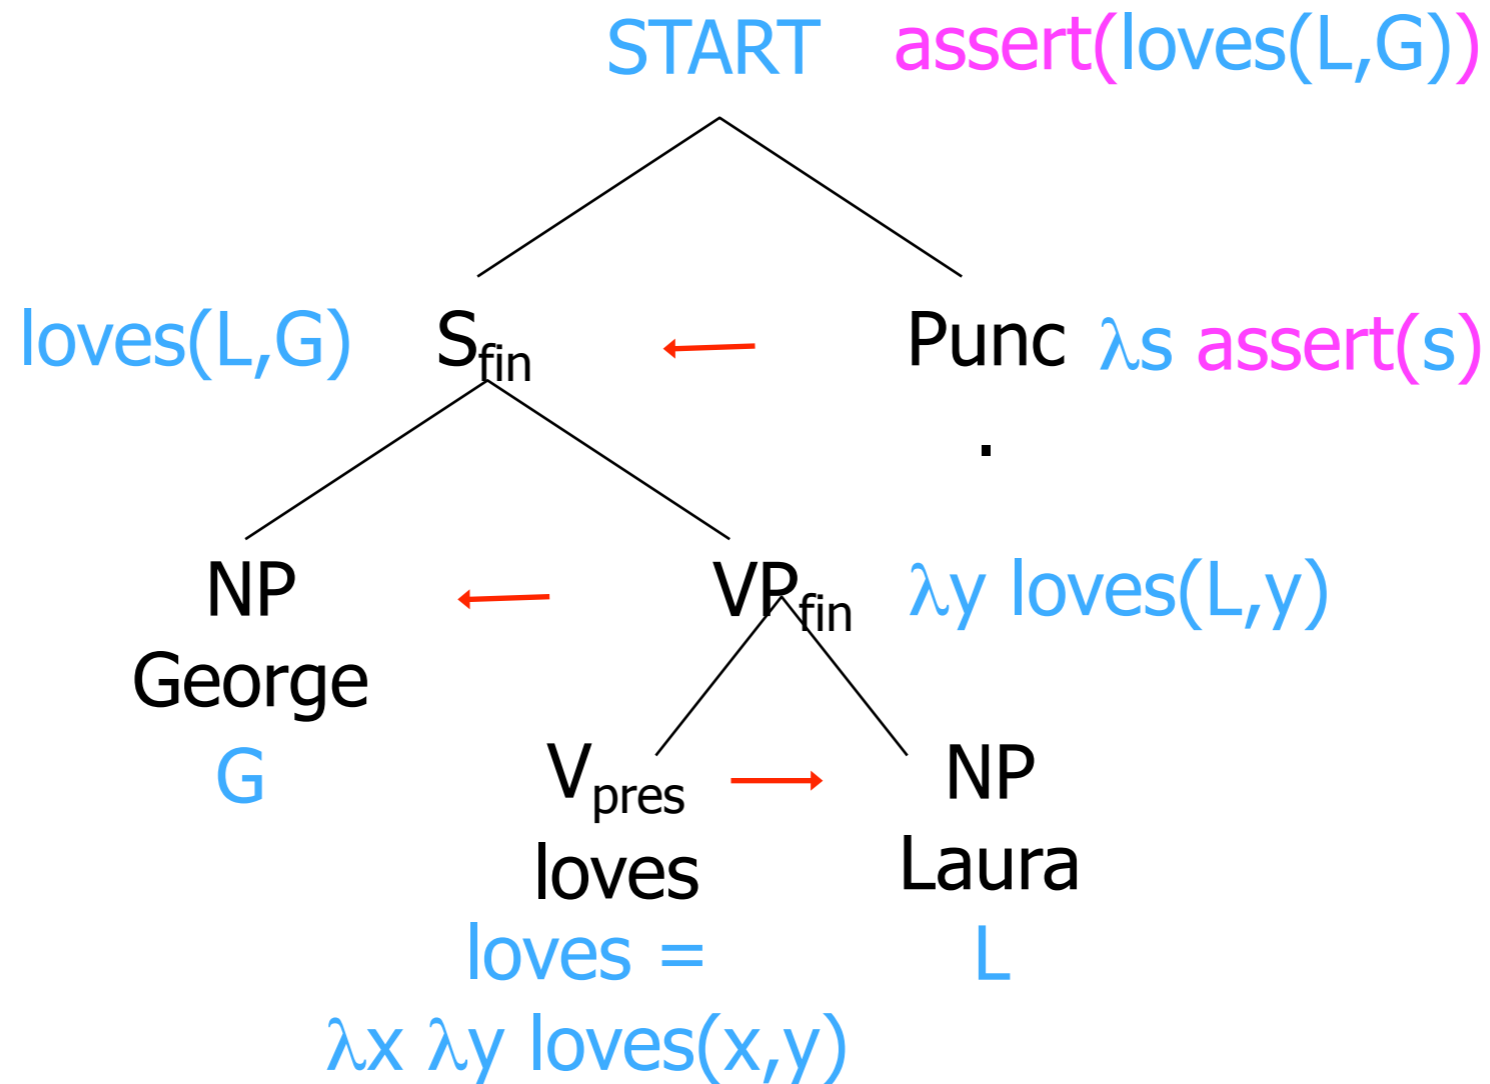 START assert(loves(L,G))
loves(L,G) Sfin Punc λs assert(s)
.
NP VPfin λy loves(L,y)
George
G Vpres NP
loves Laura
loves = L
λx λy loves(x,y)